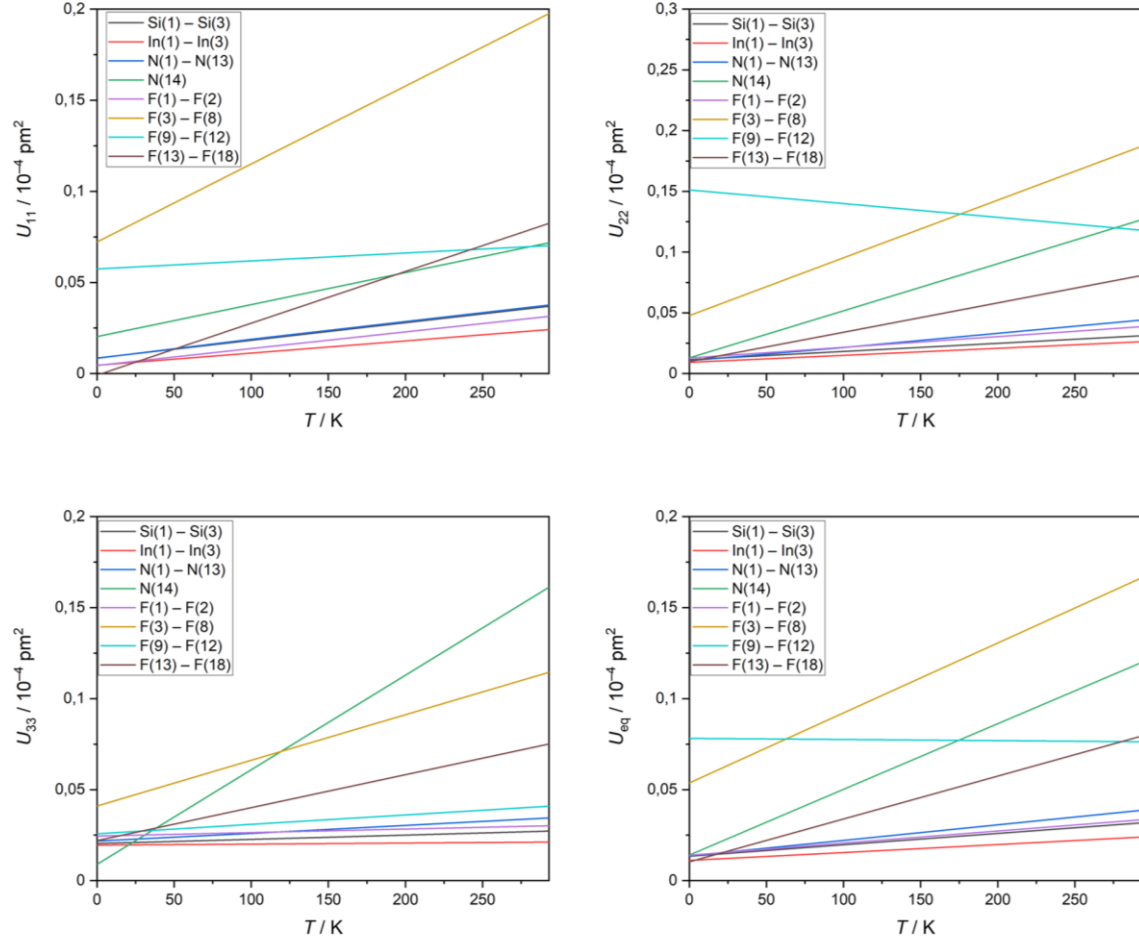 0,2
0,15
0,1
0,05
0
U11 / 10–4 pm2
Si(1) – Si(3)
In(1) – In(3)
N(1) – N(13)
N(14)
F(1) – F(2)
F(3) – F(8)
F(9) – F(12)
F(13) – F(18)
0 50 100 150 200 250
T / K
0,3
0,25
0,2
0,15
0,1
0,05
0
U22 / 10–4 pm2
Si(1) – Si(3)
In(1) – In(3)
N(1) – N(13)
N(14)
F(1) – F(2)
F(3) – F(8)
F(9) – F(12)
F(13) – F(18)
0 50 100 150 200 250
T / K
0,2
0,15
0,1
0,05
0
U33 / 10–4 pm2
Si(1) – Si(3)
In(1) – In(3)
N(1) – N(13)
N(14)
F(1) – F(2)
F(3) – F(8)
F(9) – F(12)
F(13) – F(18)
0 50 100 150 200 250
T / K
0,2
0,15
0,1
0,05
0
Ueq / 10–4 pm2
Si(1) – Si(3)
In(1) – In(3)
N(1) – N(13)
N(14)
F(1) – F(2)
F(3) – F(8)
F(9) – F(12)
F(13) – F(18)
0 50 100 150 200 250
T / K